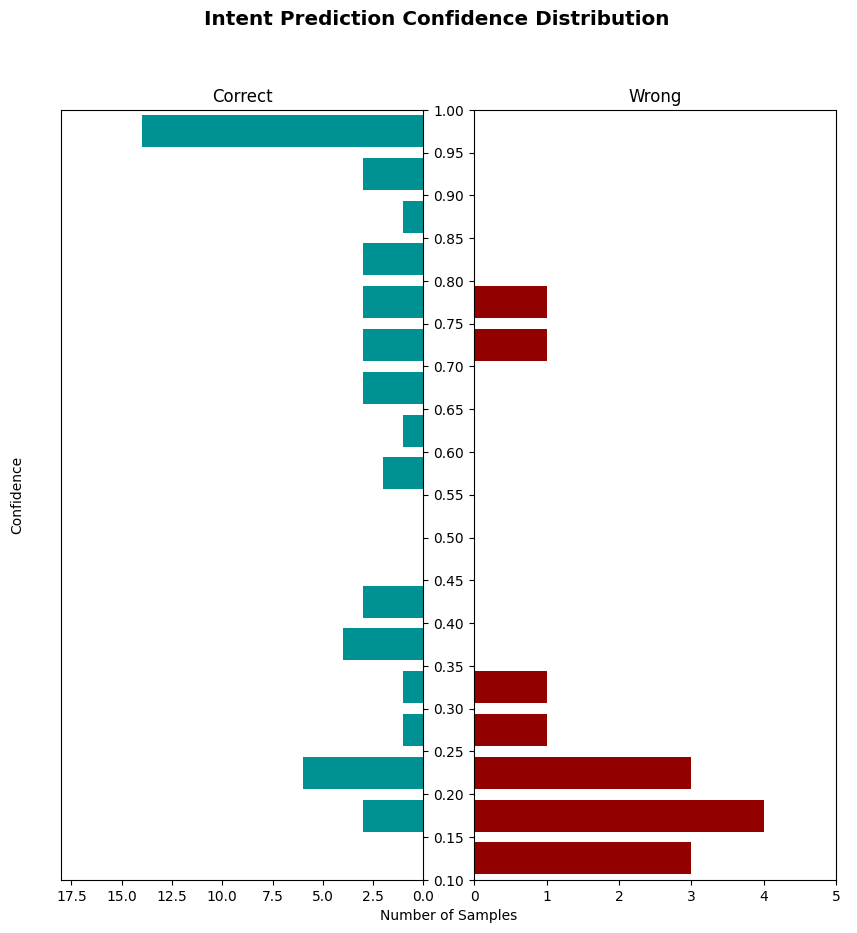 Intent Prediction Confidence Distribution
Correct
Wrong
1.00
0.95
0.90
0.85
0.80
0.75
0.70
0.65
0.60
0.55
0.50
0.45
0.40
0.35
0.30
0.25
0.20
0.15
0.10
Confidence
17.5 15.0 12.5 10.0 7.5 5.0 2.5 0.0
0 1 2 3 4 5
Number of Samples